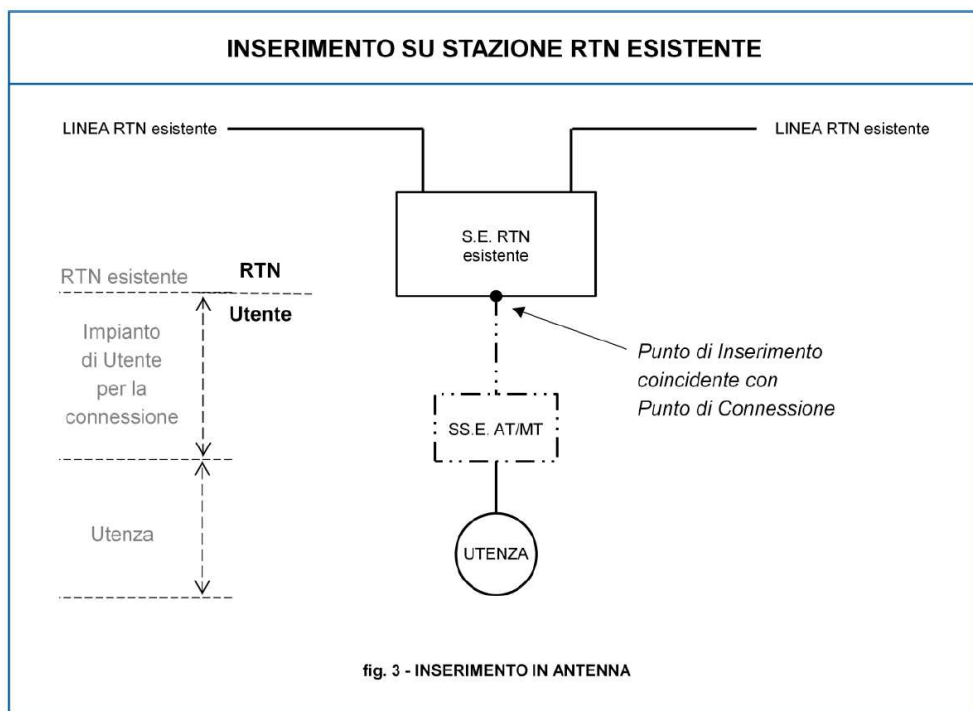 INSERIMENTO SU STAZIONE RTN ESISTENTE
LINEA RTN esistente
LINEA RTN esistente
S.E. RTN
esistente
RTN esistente
RTN
Utente
Impianto
di Utente
per la
connessione
Punto di Inserimento
coincidente con
Punto di Connessione
SS.E. AT/MT
Utenza
UTENZA
fig. 3 - INSERIMENTO IN ANTENNA